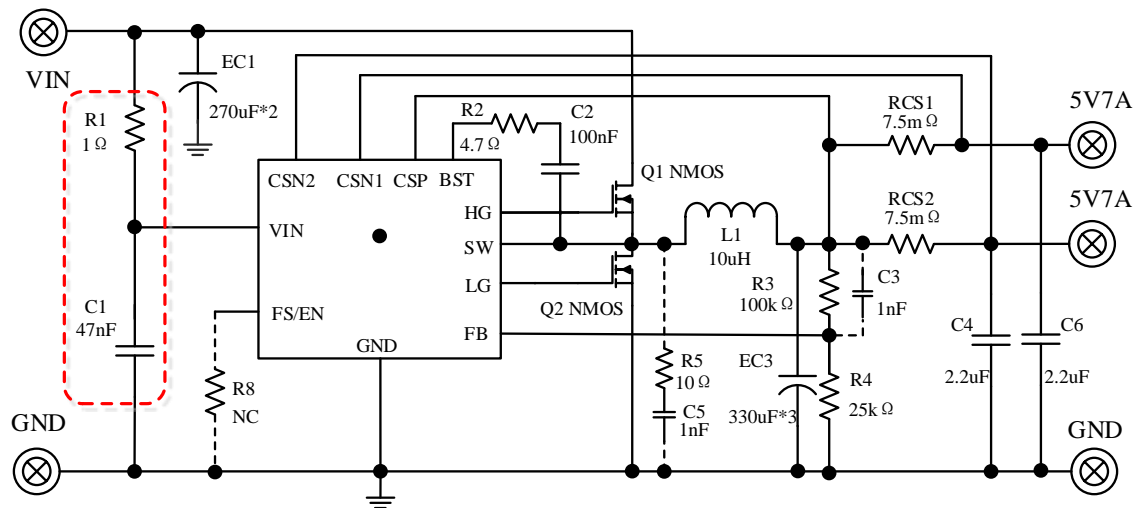 VIN
R1
1Ω
EC1
270uF*2
R2
4.7Ω
C2
100nF
CSN2
CSN1
CSP
BST
VIN
FS/EN
GND
HG
SW
LG
FB
Q1 NMOS
Q2 NMOS
L1
10uH
RCS1
7.5mΩ
5V7A
RCS2
7.5mΩ
5V7A
C1
47nF
R8
NC
R3
100kΩ
C3
1nF
R5
10Ω
C5
1nF
EC3
330uF*3
R4
25kΩ
C4
2.2uF
C6
2.2uF
GND
GND